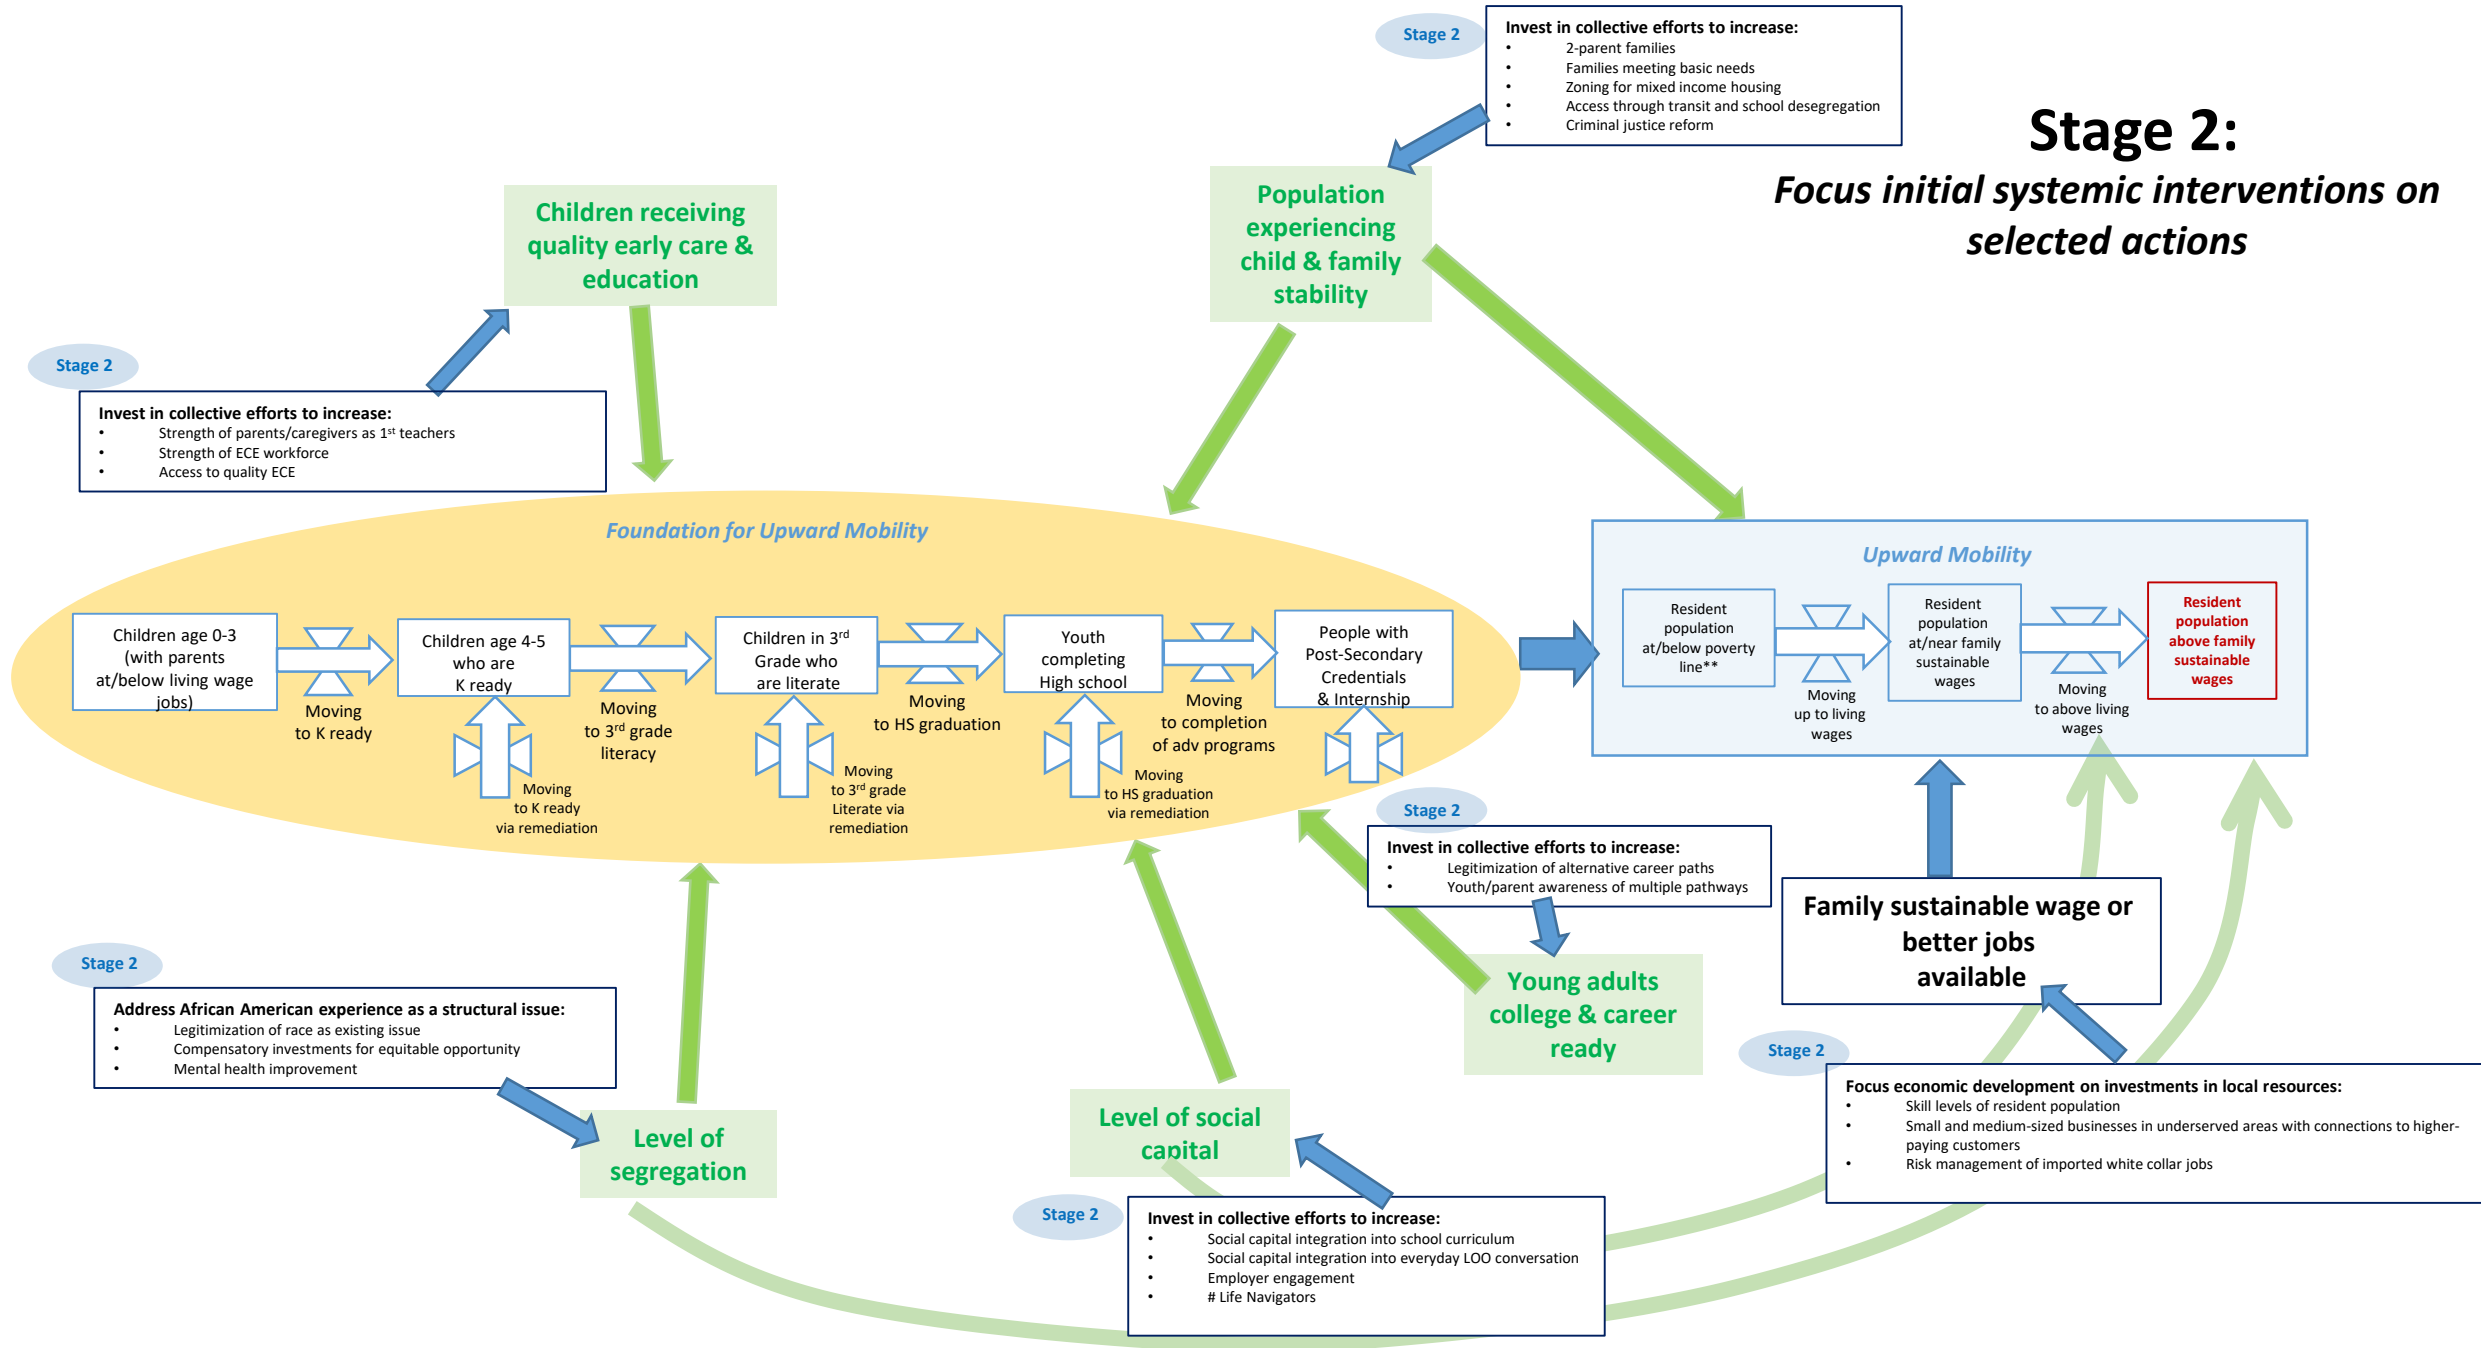 Stage 2
Invest in collective efforts to increase:
• 2-parent families
• Families meeting basic needs
• Zoning for mixed income housing
• Access through transit and school desegregation
• Criminal justice reform
Stage 2:
Focus initial systemic interventions on
selected actions
Children receiving
quality early care &
education
Population
experiencing
child & family
stability
Stage 2
Invest in collective efforts to increase:
• Strength of parents/caregivers as 1st teachers
• Strength of ECE workforce
• Access to quality ECE
Foundation for Upward Mobility
Children age 0-3
(with parents
at/below living wage
jobs)
Moving
to K ready
Children age 4-5
who are
K ready
Moving
to K ready
via remediation
Moving
to 3rd grade
literacy
Children in 3rd
Grade who
are literate
Moving
to 3rd grade
Literate via
remediation
Moving
to HS graduation
Youth
completing
High school
Moving
to HS graduation
via remediation
Moving
to completion
of adv programs
People with
Post-Secondary
Credentials
& Internship
Upward Mobility
Resident
population
at/below poverty
line**
Moving
up to living
wages
Resident
population
at/near family
sustainable
wages
Moving
to above living
wages
Resident
population
above family
sustainable
wages
Stage 2
Invest in collective efforts to increase:
• Legitimization of alternative career paths
• Youth/parent awareness of multiple pathways
Young adults
college & career
ready
Family sustainable wage or
better jobs
available
Stage 2
Address African American experience as a structural issue:
• Legitimization of race as existing issue
• Compensatory investments for equitable opportunity
• Mental health improvement
Level of
segregation
Level of social
capital
Stage 2
Invest in collective efforts to increase:
• Social capital integration into school curriculum
• Social capital integration into everyday LOO conversation
• Employer engagement
• # Life Navigators
Stage 2
Focus economic development on investments in local resources:
• Skill levels of resident population
• Small and medium-sized businesses in underserved areas with connections to higher-
paying customers
• Risk management of imported white collar jobs